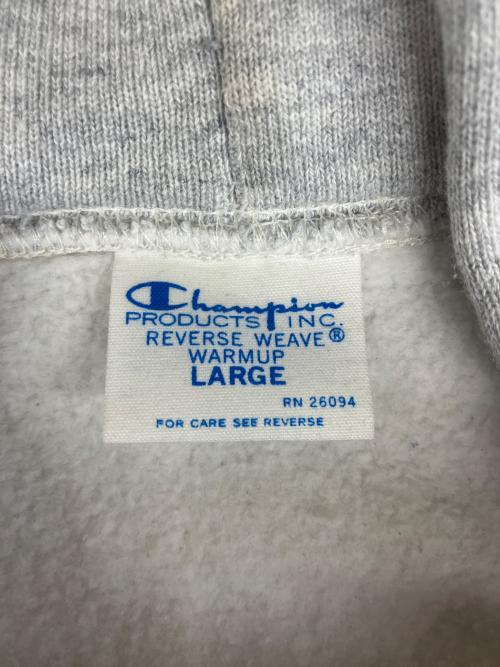 Champion
PRODUCTS INC.
REVERSE WEAVE®
WARMUP
LARGE
RN 26094
FOR CARE SEE REVERSE